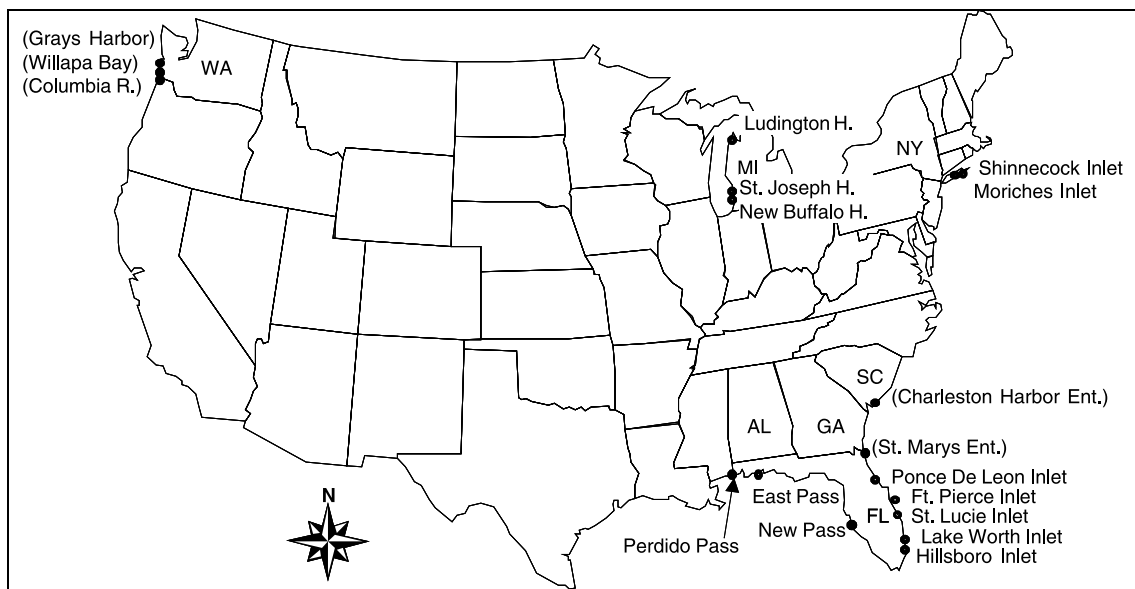 (Grays Harbor)
(Willapa Bay)
(Columbia R.)
WA
Ludington H.
MI
St. Joseph H.
New Buffalo H.
NY
Shinnecock Inlet
Moriches Inlet
SC
(Charleston Harbor Ent.)
AL
GA
(St. Marys Ent.)
Ponce De Leon Inlet
Ft. Pierce Inlet
FL
St. Lucie Inlet
Lake Worth Inlet
Hillsboro Inlet
East Pass
New Pass
Perdido Pass
N